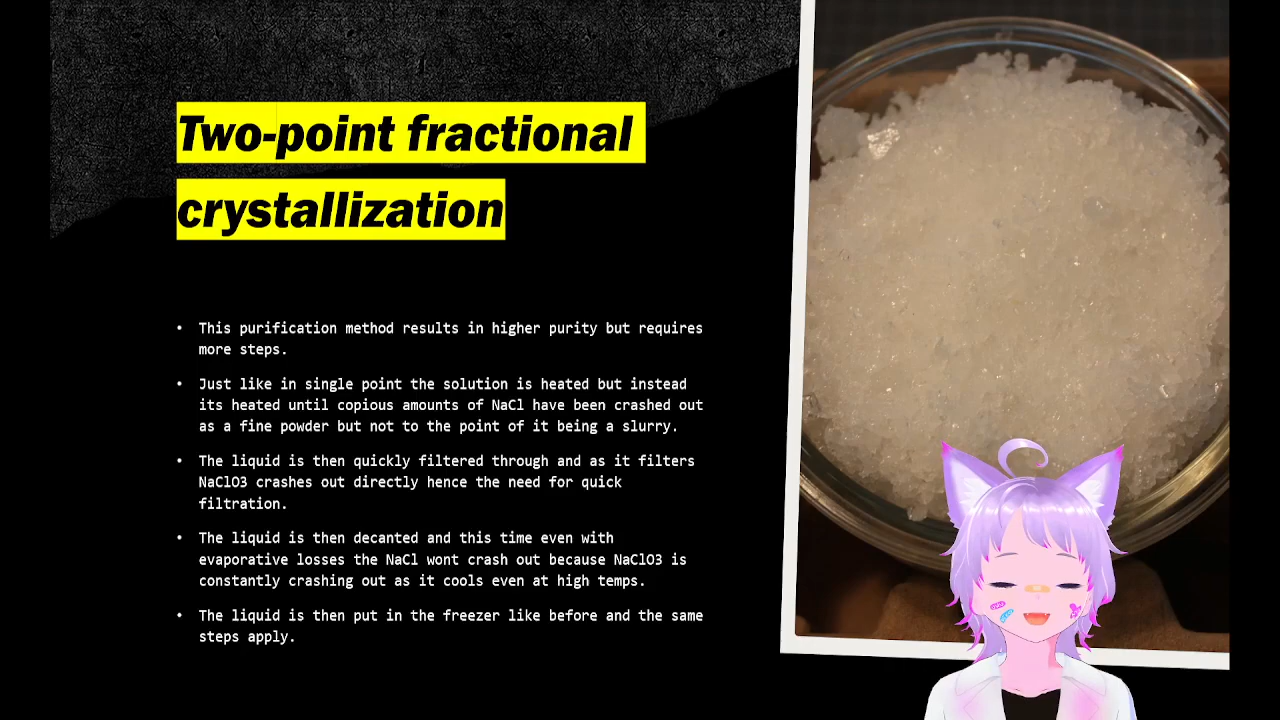 Two-point fractional
crystallization
• This purification method results in higher purity but requires
more steps.
• Just like in single point the solution is heated but instead
its heated until copious amounts of NaCl have been crashed out
as a fine powder but not to the point of it being a slurry.
• The liquid is then quickly filtered through and as it filters
NaClO3 crashes out directly hence the need for quick
filtration.
• The liquid is then decanted and this time even with
evaporative losses the NaCl wont crash out because NaClO3 is
constantly crashing out as it cools even at high temps.
• The liquid is then put in the freezer like before and the same
steps apply.